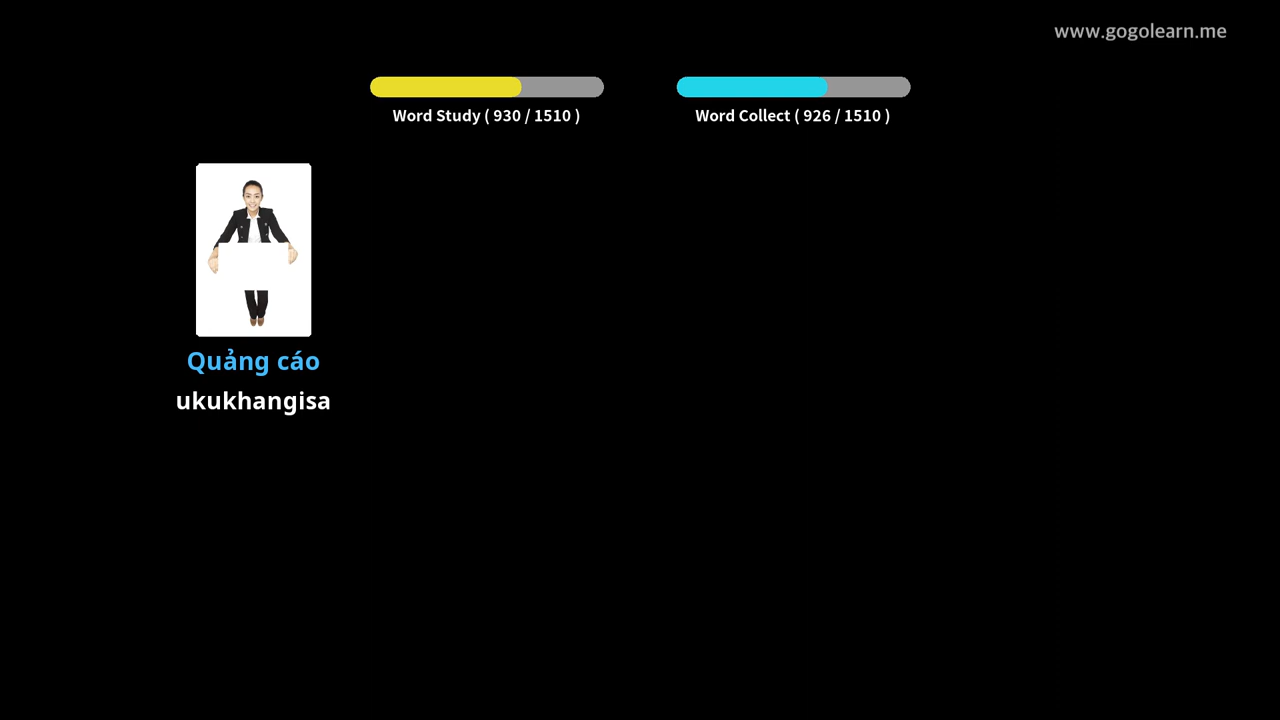 www.gogolearn.me
Word Study ( 930 / 1510 )
Word Collect ( 926 / 1510 )
Quảng cáo
ukukhangisa